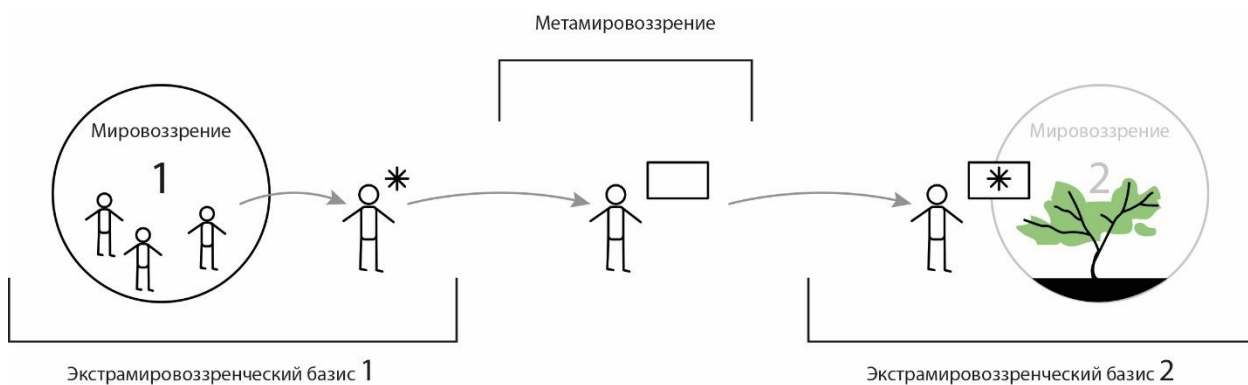 Метамировоззрение
Мировоззрение
1
Мировоззрение
2
Экстрамировоззренческий базис 1
Экстрамировоззренческий базис 2